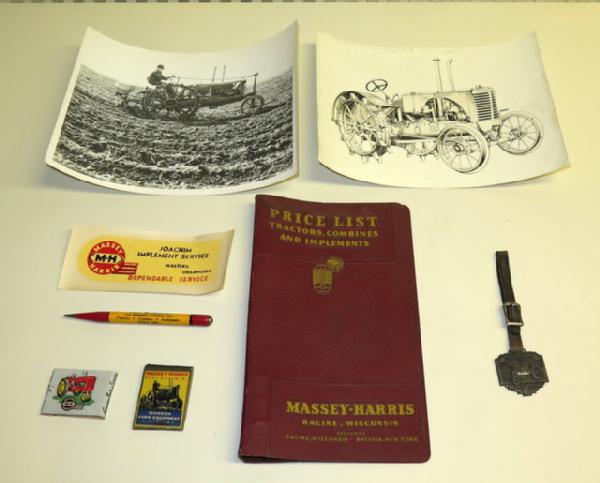 MASSEY
M-H
HARRIS
JOACHIM
IMPLEMENT SERVICE
DEPENDABLE SERVICE
PRICE LIST
TRACTORS, COMBINES
AND IMPLEMENTS
MASSEY-HARRIS
RACINE, WISCONSIN
RACINE, WISCONSIN - BATAVIA, NEW YORK
MASSEY-HARRIS
MODERN
FARM EQUIPMENT